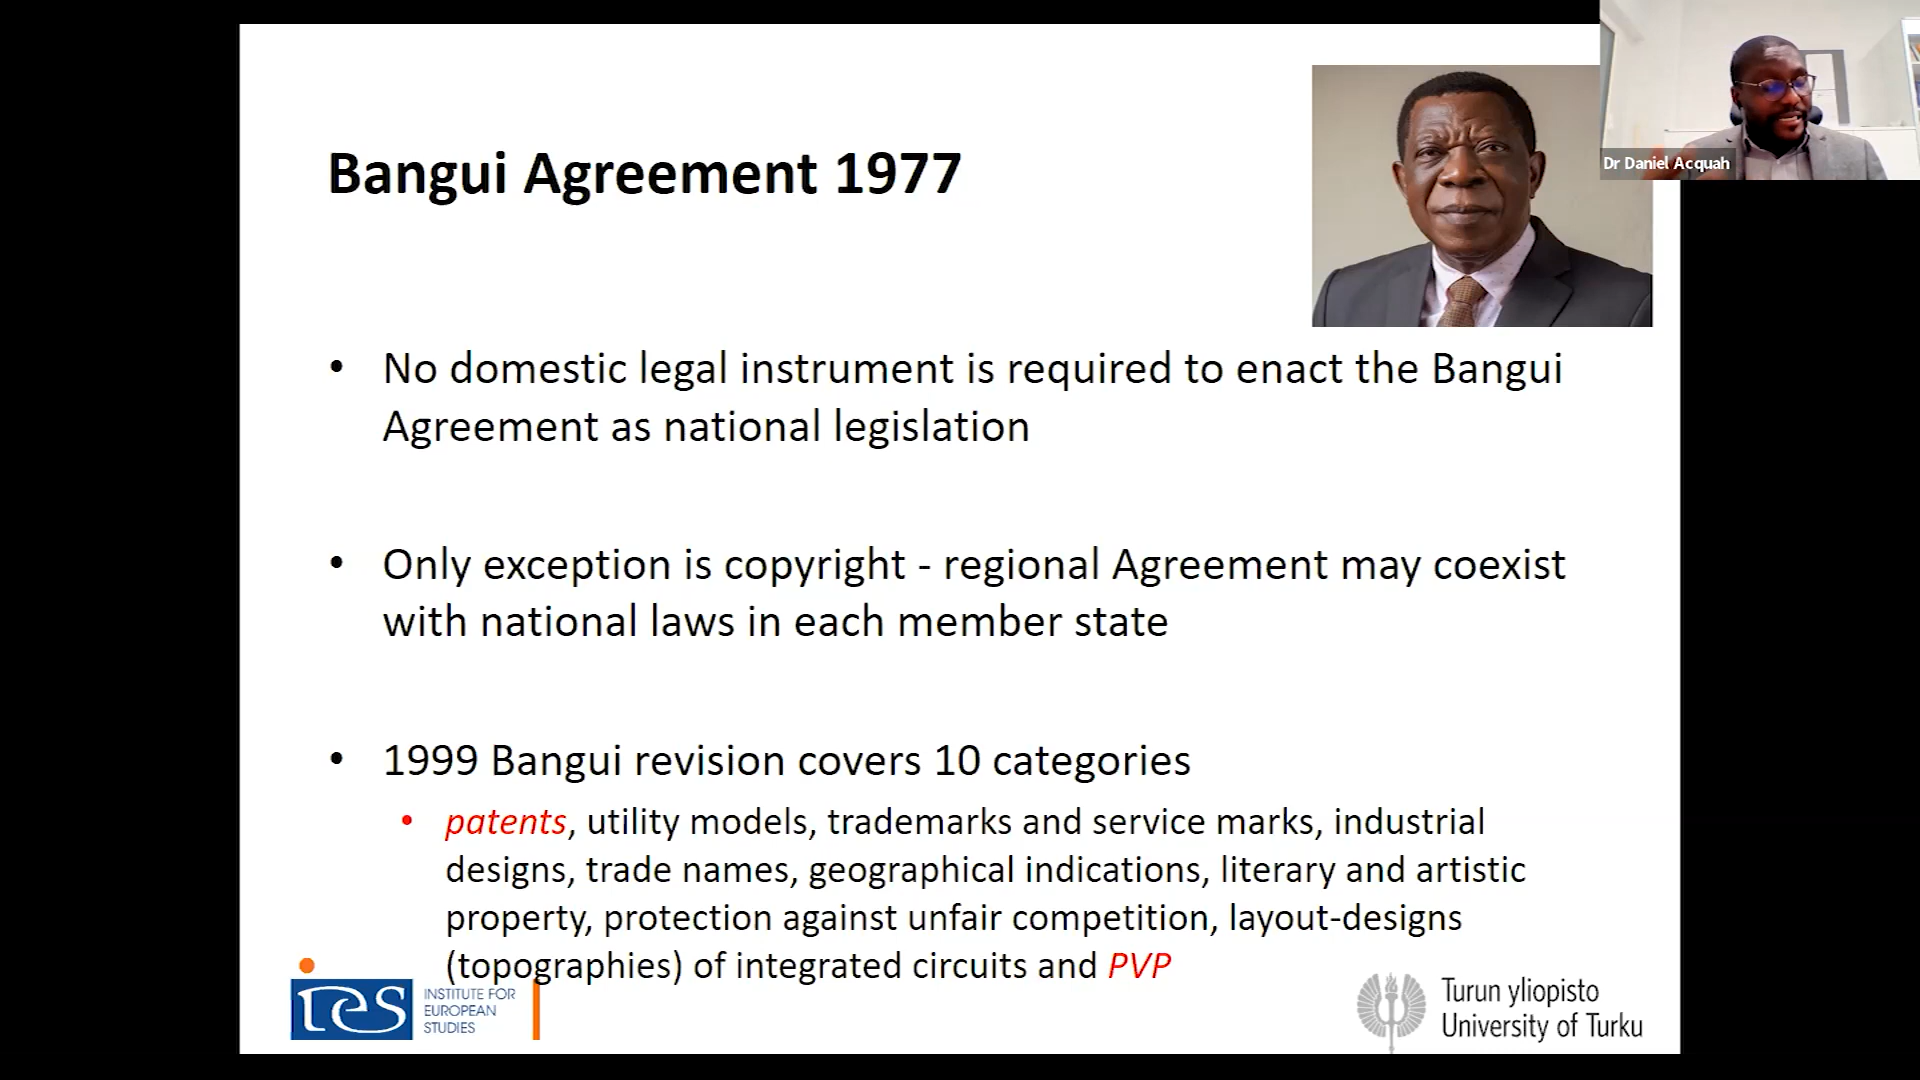 Bangui Agreement 1977
Dr Daniel Acquah
• No domestic legal instrument is required to enact the Bangui
Agreement as national legislation
• Only exception is copyright - regional Agreement may coexist
with national laws in each member state
• 1999 Bangui revision covers 10 categories
• patents, utility models, trademarks and service marks, industrial
designs, trade names, geographical indications, literary and artistic
property, protection against unfair competition, layout-designs
(topographies) of integrated circuits and PVP
ies
INSTITUTE FOR
EUROPEAN
STUDIES
Turun yliopisto
University of Turku